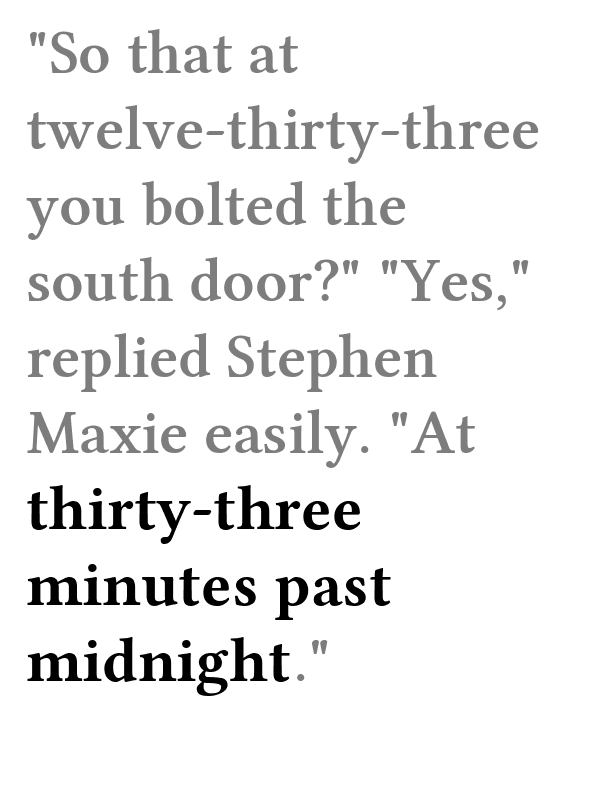 "So that at
twelve-thirty-three
you bolted the
south door?" "Yes,"
replied Stephen
Maxie easily. "At
thirty-three
minutes past
midnight."